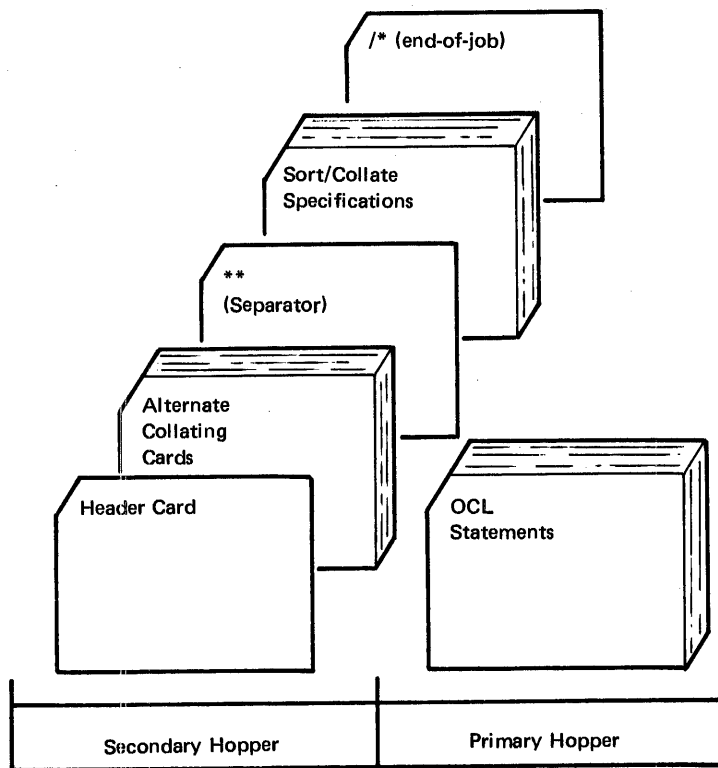 /* (end-of-job)
Sort/Collate
Specifications
**
(Separator)
Alternate
Collating
Cards
Header Card
OCL
Statements
Secondary Hopper
Primary Hopper